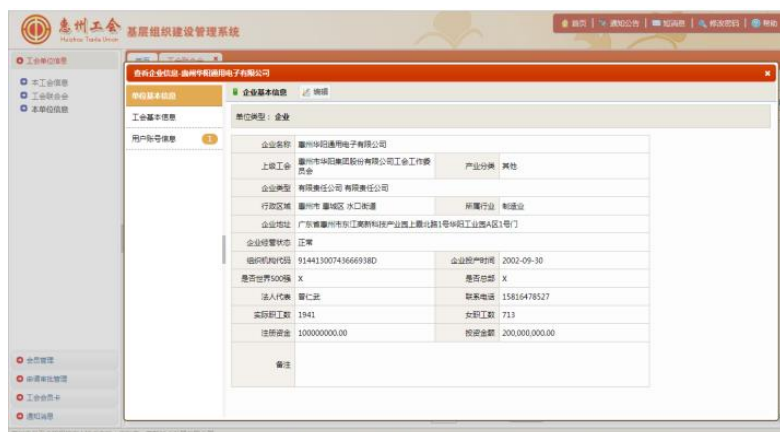 惠州工会
Huizhou Trade Union
基层组织建设管理系统
首页 | 通知公告 | 短消息 | 修改密码 | 帮助
工会单位信息
本工会信息
工会联合会
本单位信息
查看企业信息-惠州华阳通用电子有限公司
单位基本信息
工会基本信息
用户账号信息 1
企业基本信息 编辑
单位类型：企业
企业名称 惠州华阳通用电子有限公司
上级工会 惠州市华阳集团股份有限公司工会工作委员会 产业分类 其他
企业类型 有限责任公司 有限责任公司
行政区域 惠州市 惠城区 水口街道 所属行业 制造业
企业地址 广东省惠州市东江高新科技产业园上霞北路1号华阳工业园A区1号门
企业经营状态 正常
组织机构代码 91441300743666938D 企业投产时间 2002-09-30
是否世界500强 X 是否总部 X
法人代表 曾仁武 联系电话 15816478527
实际职工数 1941 女职工数 713
注册资金 100000000.00 投资金额 200,000,000.00
备注
会员管理
申请审批管理
工会会员卡
通知消息